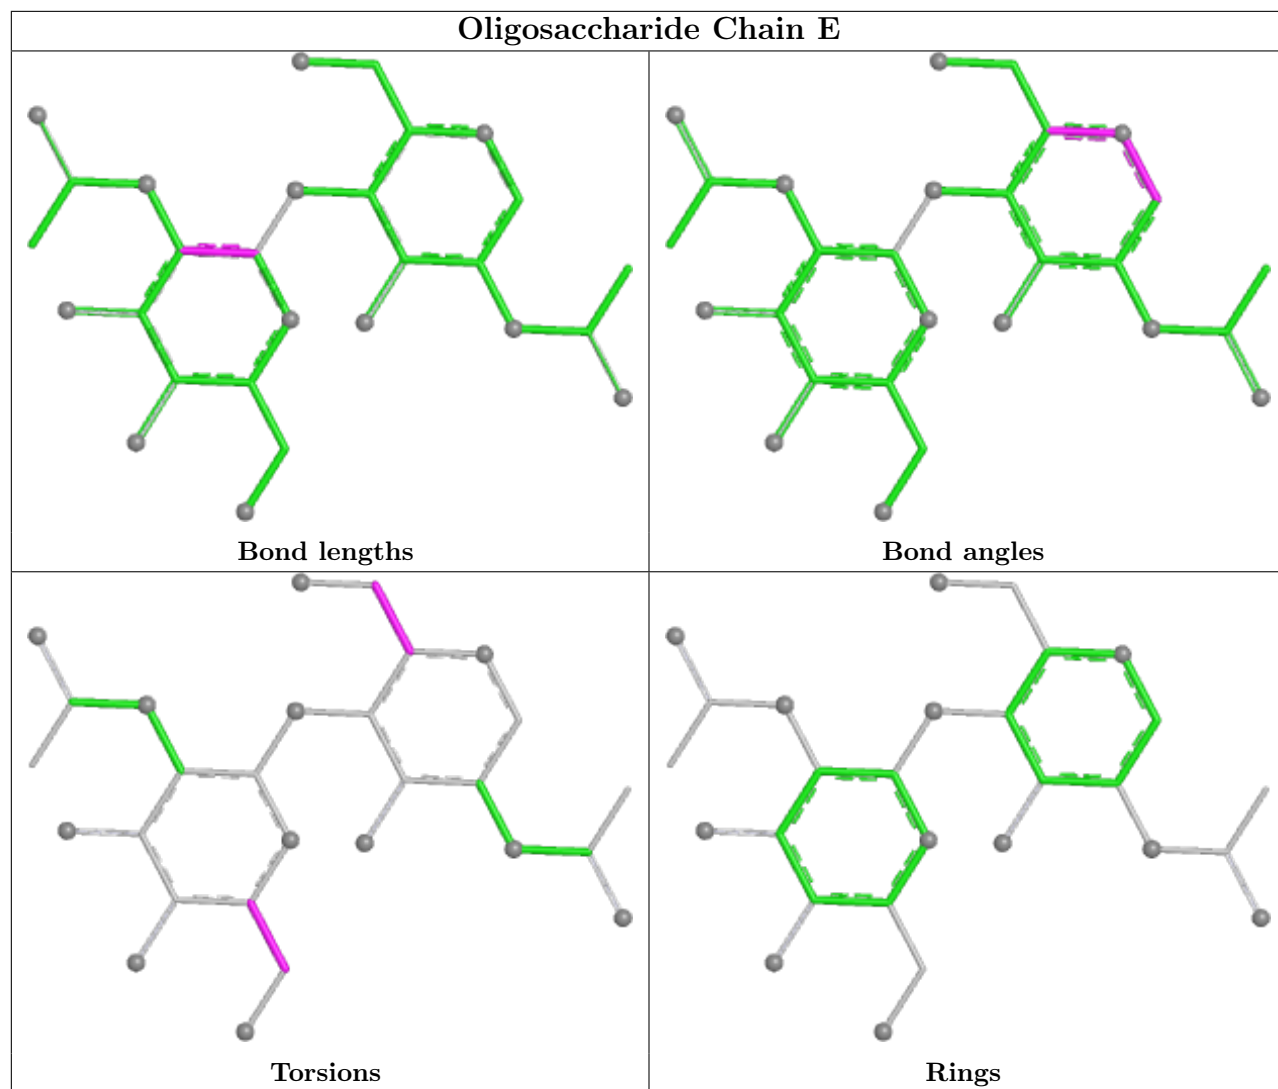 Oligosaccharide Chain E
Bond lengths
Bond angles
Torsions
Rings